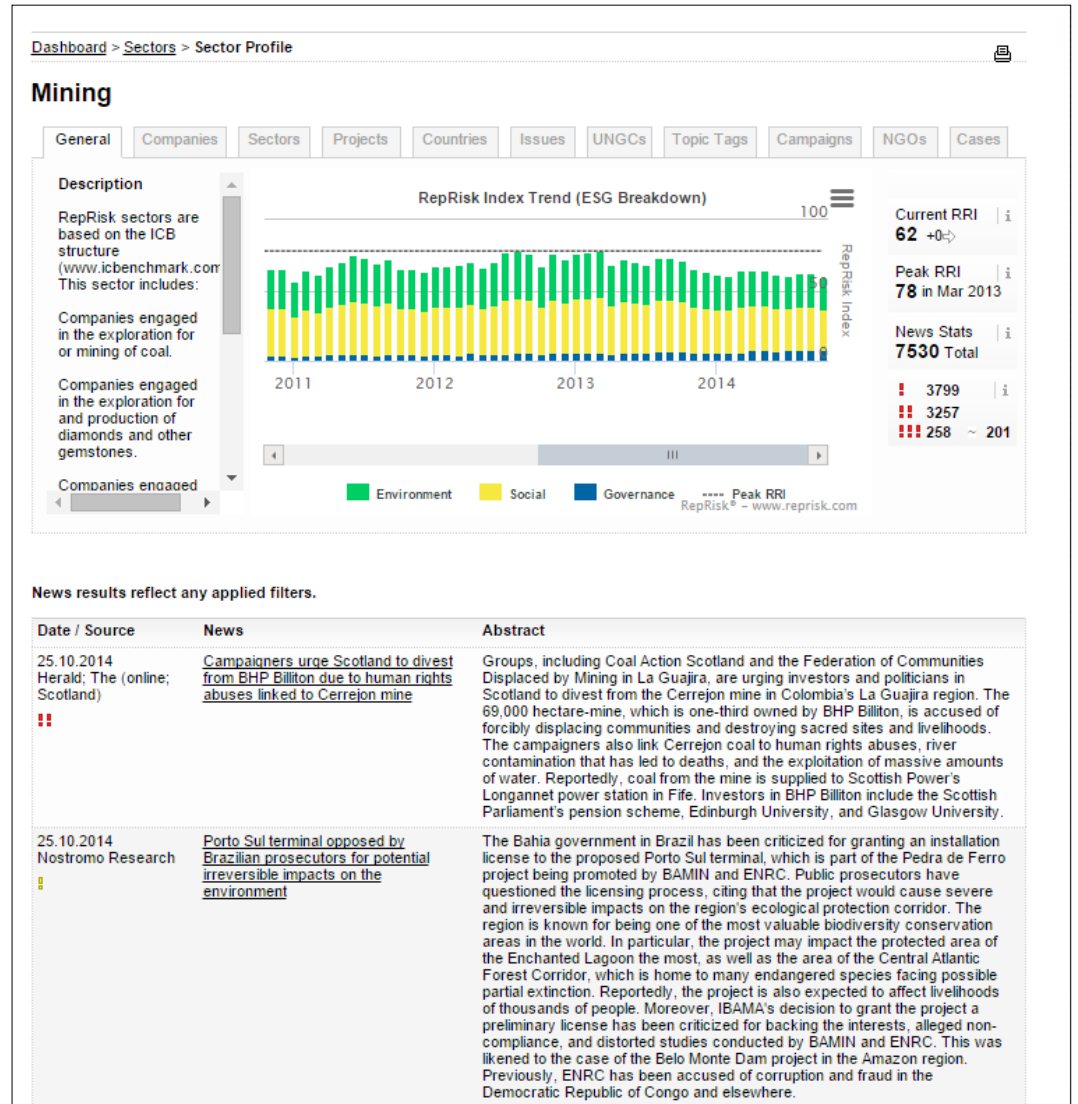 Dashboard > Sectors > Sector Profile
Mining
General Companies Sectors Projects Countries Issues UNGCs Topic Tags Campaigns NGOs Cases
Description
RepRisk sectors are
based on the ICB
structure
(www.icbenchmark.com
This sector includes:
Companies engaged
in the exploration for
or mining of coal.
Companies engaged
in the exploration for
and production of
diamonds and other
gemstones.
Companies engaged
RepRisk Index Trend (ESG Breakdown)
100
50
0
RepRisk Index
2011 2012 2013 2014
Environment Social Governance ---- Peak RRI
RepRisk® – www.reprisk.com
Current RRI i
62 +0
Peak RRI i
78 in Mar 2013
News Stats i
7530 Total
3799 i
3257
258 ~ 201
News results reflect any applied filters.
Date / Source News Abstract
25.10.2014
Herald; The (online;
Scotland)
Campaigners urge Scotland to divest
from BHP Billiton due to human rights
abuses linked to Cerrejon mine
Groups, including Coal Action Scotland and the Federation of Communities
Displaced by Mining in La Guajira, are urging investors and politicians in
Scotland to divest from the Cerrejon mine in Colombia's La Guajira region. The
69,000 hectare-mine, which is one-third owned by BHP Billiton, is accused of
forcibly displacing communities and destroying sacred sites and livelihoods.
The campaigners also link Cerrejon coal to human rights abuses, river
contamination that has led to deaths, and the exploitation of massive amounts
of water. Reportedly, coal from the mine is supplied to Scottish Power's
Longannet power station in Fife. Investors in BHP Billiton include the Scottish
Parliament's pension scheme, Edinburgh University, and Glasgow University.
25.10.2014
Nostromo Research
Porto Sul terminal opposed by
Brazilian prosecutors for potential
irreversible impacts on the
environment
The Bahia government in Brazil has been criticized for granting an installation
license to the proposed Porto Sul terminal, which is part of the Pedra de Ferro
project being promoted by BAMIN and ENRC. Public prosecutors have
questioned the licensing process, citing that the project would cause severe
and irreversible impacts on the region's ecological protection corridor. The
region is known for being one of the most valuable biodiversity conservation
areas in the world. In particular, the project may impact the protected area of
the Enchanted Lagoon the most, as well as the area of the Central Atlantic
Forest Corridor, which is home to many endangered species facing possible
partial extinction. Reportedly, the project is also expected to affect livelihoods
of thousands of people. Moreover, IBAMA's decision to grant the project a
preliminary license has been criticized for backing the interests, alleged non-
compliance, and distorted studies conducted by BAMIN and ENRC. This was
likened to the case of the Belo Monte Dam project in the Amazon region.
Previously, ENRC has been accused of corruption and fraud in the
Democratic Republic of Congo and elsewhere.